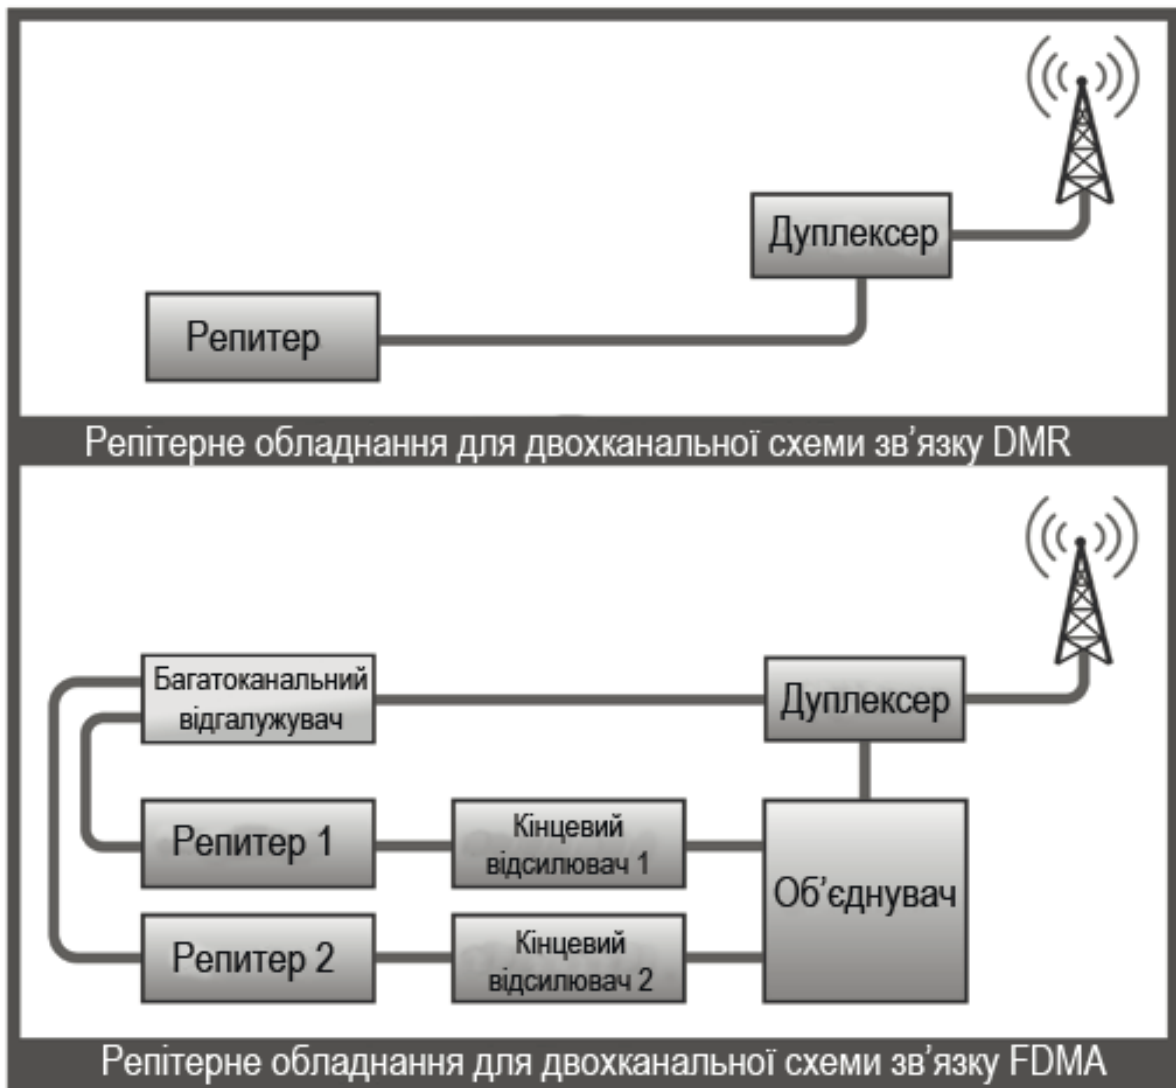 Дуплексер
Репитер
Репітерне обладнання для двохканальної схеми зв’язку DMR
Багатоканальний
відгалужувач
Дуплексер
Репитер 1
Кінцевий
відсилювач 1
Об’єднувач
Репитер 2
Кінцевий
відсилювач 2
Репітерне обладнання для двохканальної схеми зв’язку FDMA